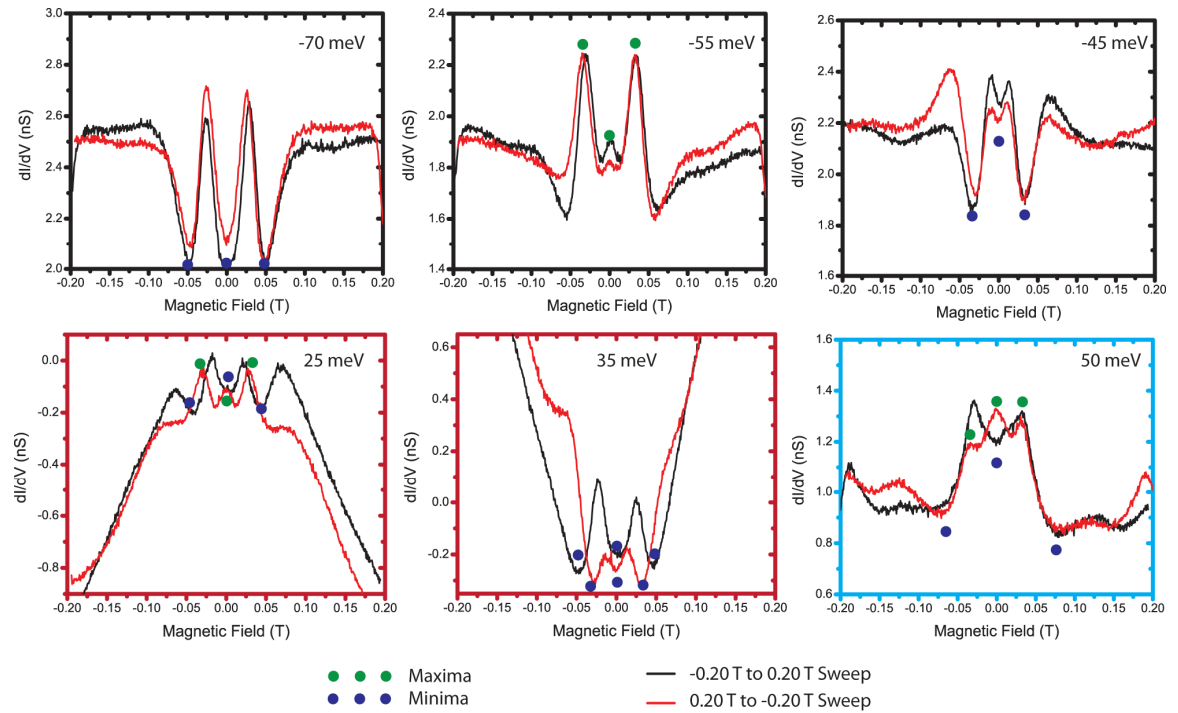 -70 meV
dI/dV (nS)
3.0
2.8
2.6
2.4
2.2
2.0
-0.20 -0.15 -0.10 -0.05 0.00 0.05 0.10 0.15 0.20
Magnetic Field (T)
-55 meV
dI/dV (nS)
2.4
2.2
2.0
1.8
1.6
1.4
-0.20 -0.15 -0.10 -0.05 0.00 0.05 0.10 0.15 0.20
Magnetic Field (T)
-45 meV
dI/dV (nS)
2.6
2.4
2.2
2.0
1.8
1.6
-0.20 -0.15 -0.10 -0.05 0.00 0.05 0.10 0.15 0.20
Magnetic Field (T)
25 meV
dI/cV (nS)
0.0
-0.2
-0.4
-0.6
-0.8
-0.20 -0.15 -0.10 -0.05 0.00 0.05 0.10 0.15 0.20
Magnetic Field (T)
35 meV
dI/dV (nS)
0.6
0.4
0.2
0.0
-0.2
-0.20 -0.15 -0.10 -0.05 0.00 0.05 0.10 0.15 0.20
Magnetic Field (T)
50 meV
dI/dV (nS)
1.6
1.4
1.2
1.0
0.8
0.6
-0.20 -0.15 -0.10 -0.05 0.00 0.05 0.10 0.15 0.20
Magnetic Field (T)
Maxima
Minima
-0.20 T to 0.20 T Sweep
0.20 T to -0.20 T Sweep